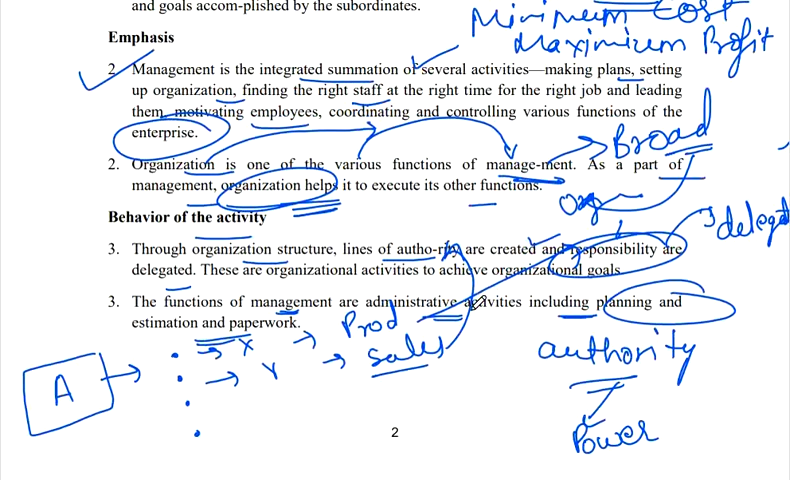 and goals accom-plished by the subordinates.
Minimum Cost
Maximium Profit
Emphasis
2. Management is the integrated summation of several activities—making plans, setting
up organization, finding the right staff at the right time for the right job and leading
them, motivating employees, coordinating and controlling various functions of the
enterprise.
Broad
2. Organization is one of the various functions of manage-ment. As a part of
management, organization helps it to execute its other functions.
Org
Behavior of the activity
delegat
3. Through organization structure, lines of autho-rity are created and responsibility are
delegated. These are organizational activities to achieve organizational goals.
3. The functions of management are administrative activities including planning and
estimation and paperwork.
Prod
X
Sales
Y
A
authority
Power
2